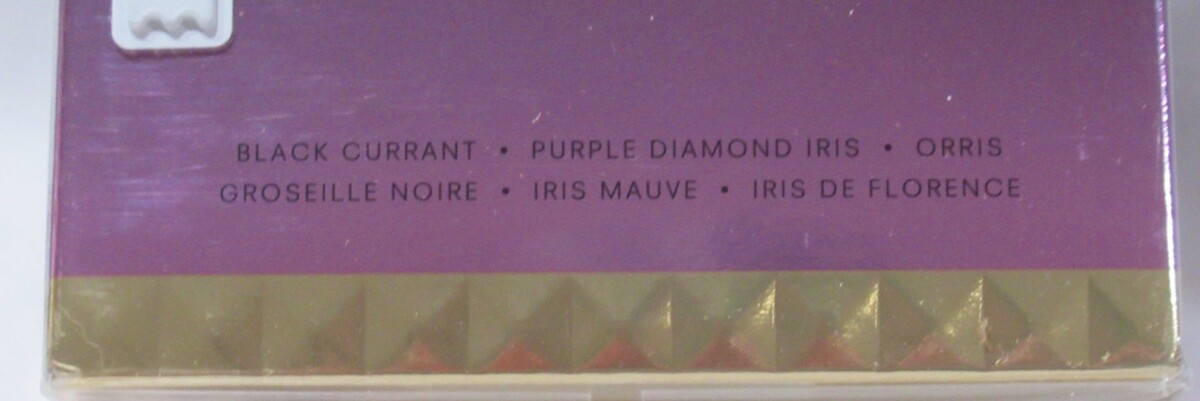 BLACK CURRANT • PURPLE DIAMOND IRIS • ORRIS
GROSEILLE NOIRE • IRIS MAUVE • IRIS DE FLORENCE